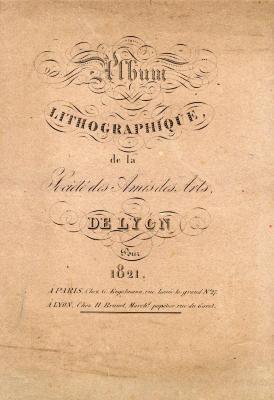 Album
LITHOGRAPHIQUE,
de la
Société des Amis des Arts,
DE LYON
Pour
1821.
A PARIS, Chez G. Engelmann, rue Louis-le-grand N° 27.
A LYON, Chez H. Brunet, March.d papetier rue du Garet.